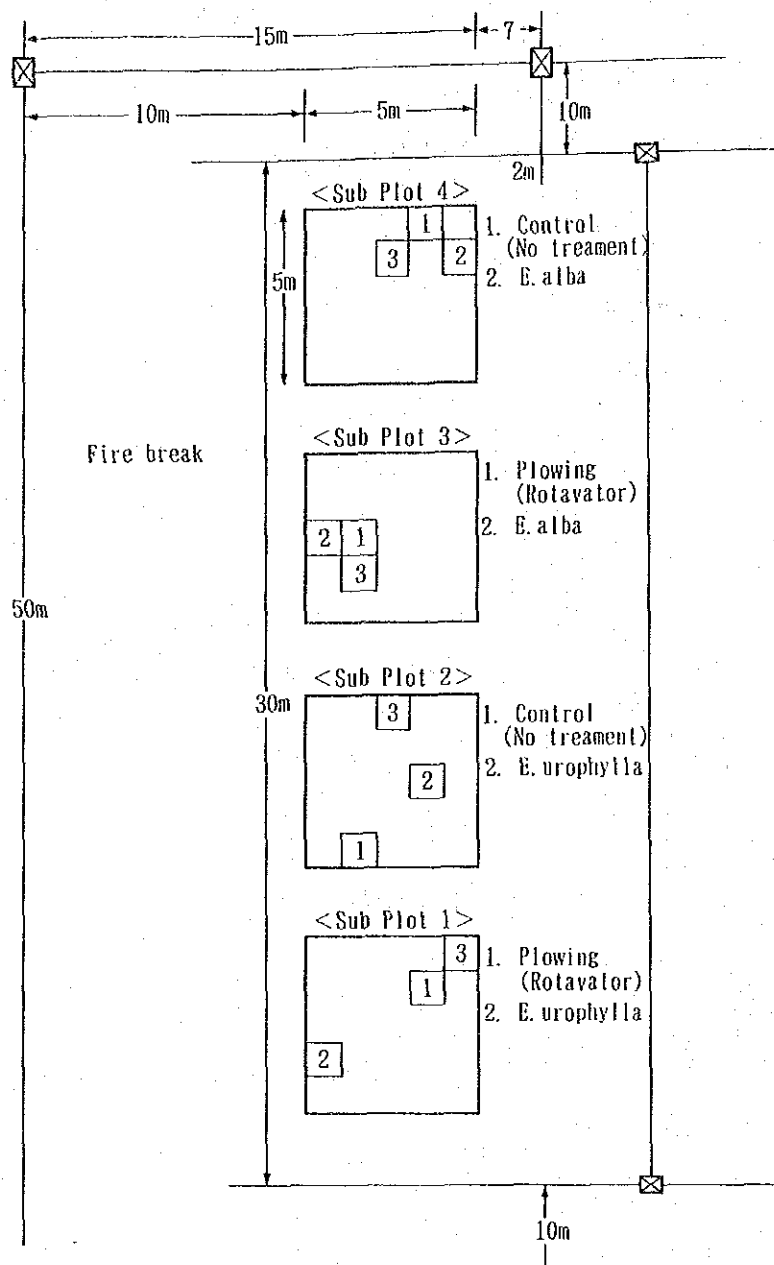 15m
7
10m
5m
10m
2m
<Sub Plot 4>
1
3
2
1. Control
(No treament)
2. E.alba
5m
Fire break
<Sub Plot 3>
2
1
3
1. Plowing
(Rotavator)
2. E.alba
50m
30m
<Sub Plot 2>
3
2
1
1. Control
(No treament)
2. E.urophylla
<Sub Plot 1>
3
1
2
1. Plowing
(Rotavator)
2. E.urophylla
10m